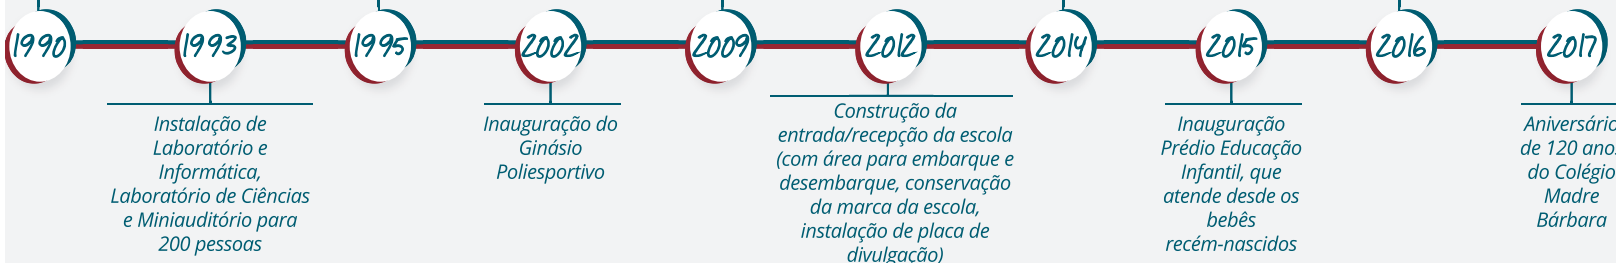 1990 1993 1995 2002 2009 2012 2014 2015 2016 2017
Instalação de
Laboratório e
Informática,
Laboratório de Ciências
e Miniauditório para
200 pessoas
Inauguração do
Ginásio
Poliesportivo
Construção da
entrada/recepção da escola
(com área para embarque e
desembarque, conservação
da marca da escola,
instalação de placa de
divulgação)
Inauguração
Prédio Educação
Infantil, que
atende desde os
bebês
recém-nascidos
Aniversário
de 120 anos
do Colégio
Madre
Bárbara